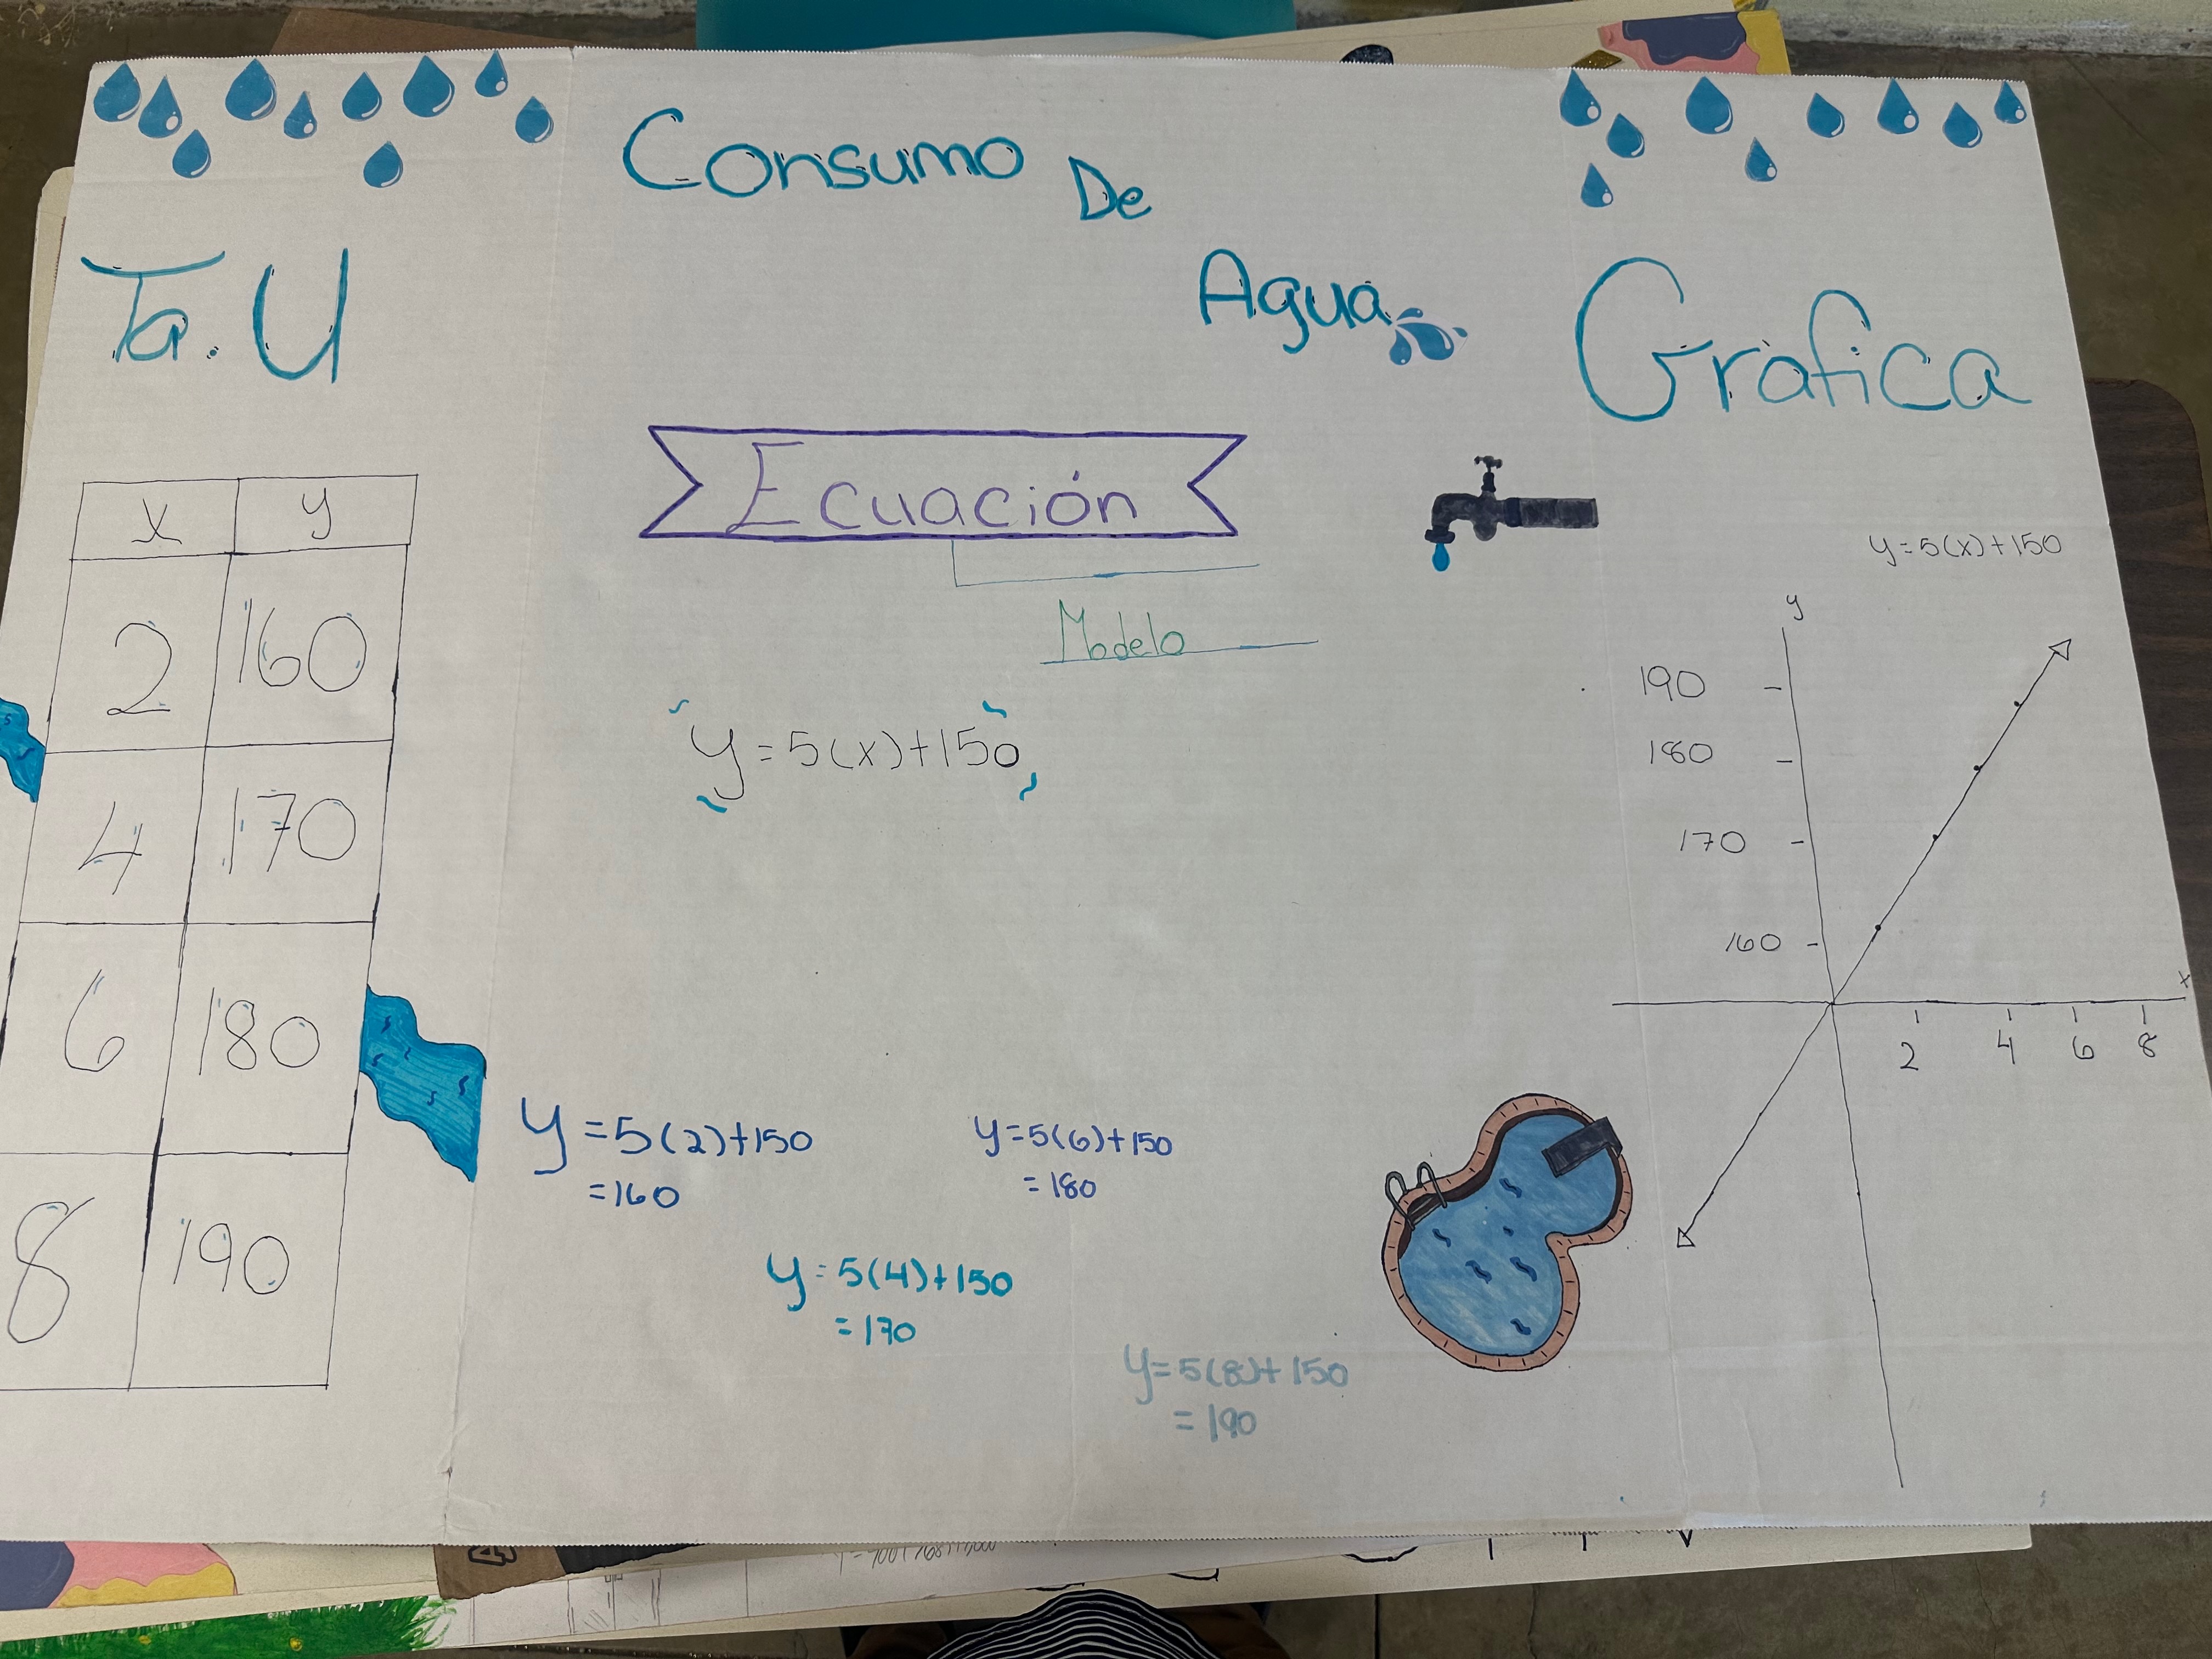 Consumo De Agua
Ta. U
x y
2 160
4 170
6 180
8 190
Ecuación
Modelo
y=5(x)+150
y=5(2)+150
=160
y=5(6)+150
=180
y=5(4)+150
=170
y=5(8)+150
=190
Grafica
y=5(x)+150
y
190
180
170
160
x
2 4 6 8